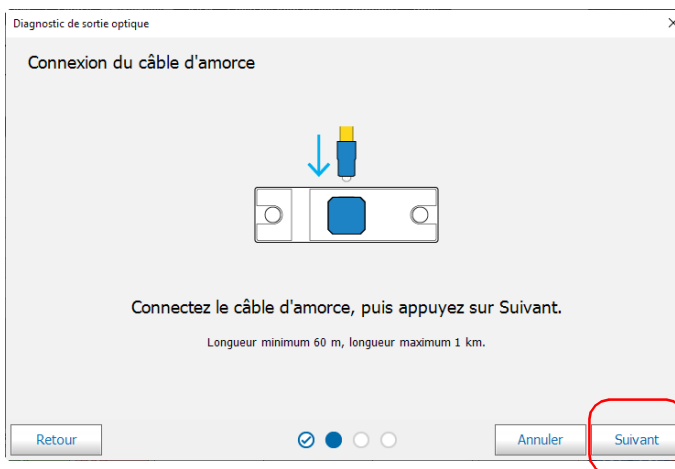 Diagnostic de sortie optique
Connexion du câble d'amorce
Connectez le câble d'amorce, puis appuyez sur Suivant.
Longueur minimum 60 m, longueur maximum 1 km.
Retour
Annuler
Suivant